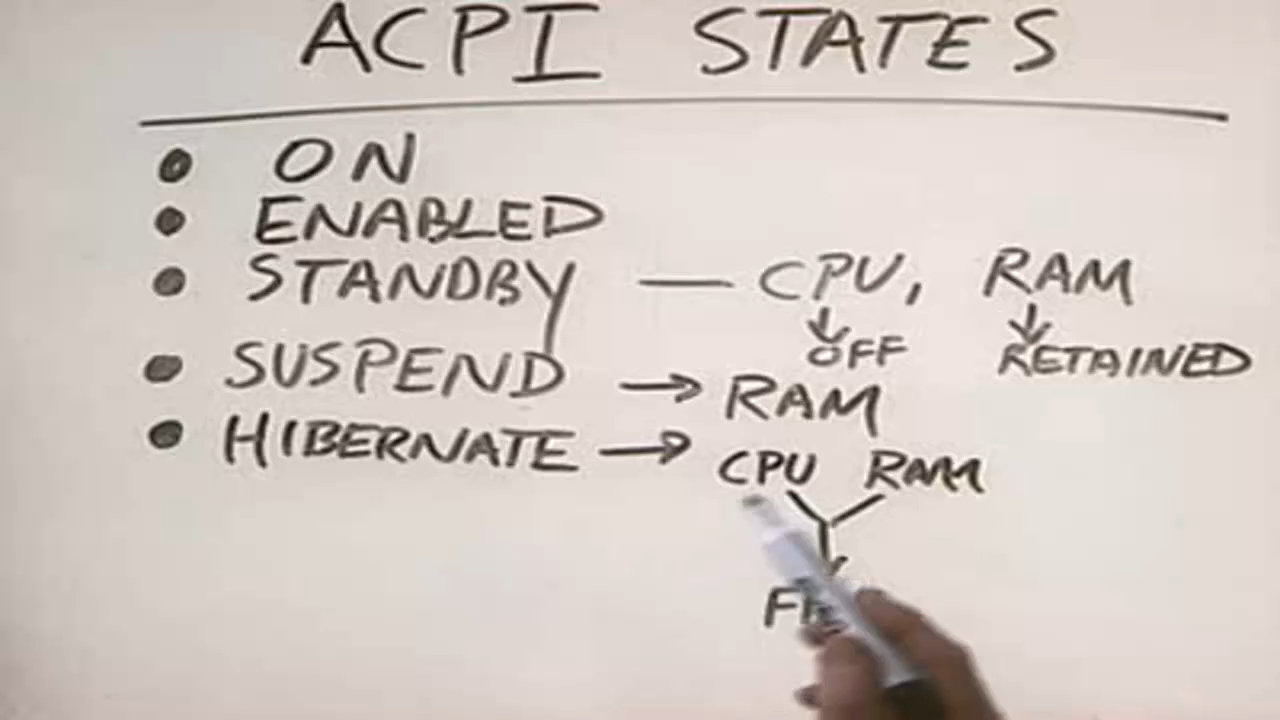 ACPI STATES
• ON
• ENABLED
• STANDBY — CPU, RAM
↓ OFF ↓ RETAINED
• SUSPEND → RAM
• HIBERNATE →
CPU RAM